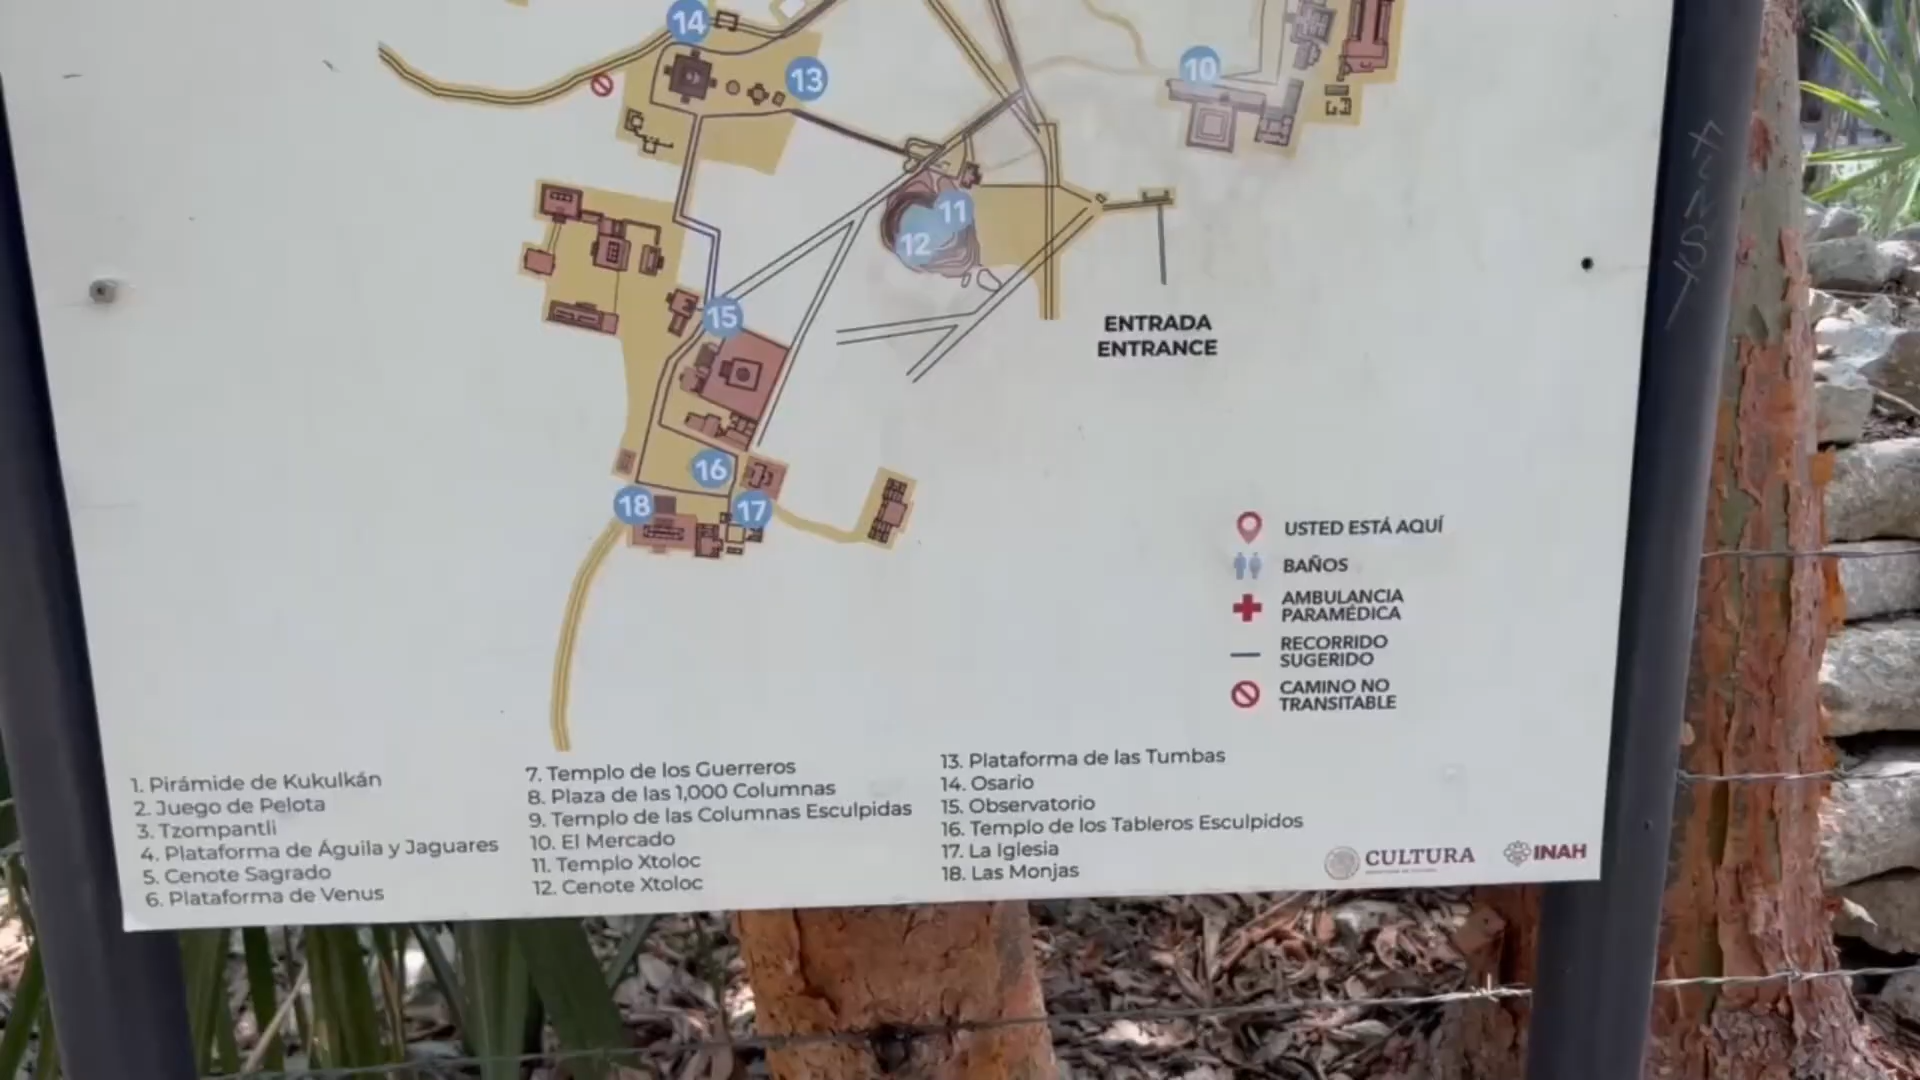 14
13
10
11
12
15
ENTRADA
ENTRANCE
16
18
17
USTED ESTÁ AQUÍ
BAÑOS
AMBULANCIA
PARAMÉDICA
RECORRIDO
SUGERIDO
CAMINO NO
TRANSITABLE
1. Pirámide de Kukulkán
2. Juego de Pelota
3. Tzompantli
4. Plataforma de Águila y Jaguares
5. Cenote Sagrado
6. Plataforma de Venus
7. Templo de los Guerreros
8. Plaza de las 1,000 Columnas
9. Templo de las Columnas Esculpidas
10. El Mercado
11. Templo Xtoloc
12. Cenote Xtoloc
13. Plataforma de las Tumbas
14. Osario
15. Observatorio
16. Templo de los Tableros Esculpidos
17. La Iglesia
18. Las Monjas
CULTURA
INAH